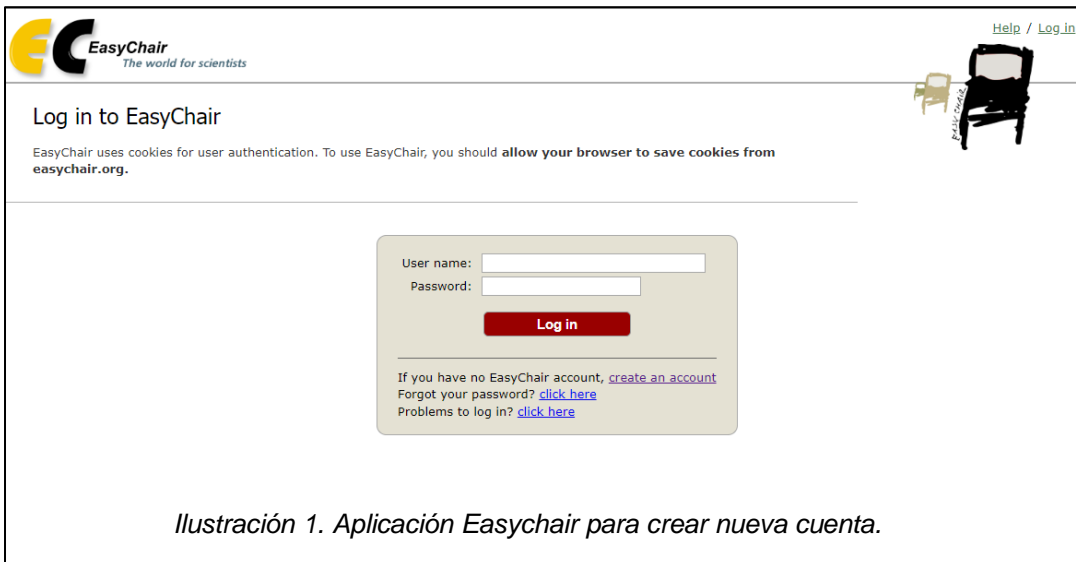 EC EasyChair
The world for scientists
Help / Log in
EASY CHAIR
Log in to EasyChair
EasyChair uses cookies for user authentication. To use EasyChair, you should allow your browser to save cookies from
easychair.org.
User name:
Password:
Log in
If you have no EasyChair account, create an account
Forgot your password? click here
Problems to log in? click here
Ilustración 1. Aplicación Easychair para crear nueva cuenta.